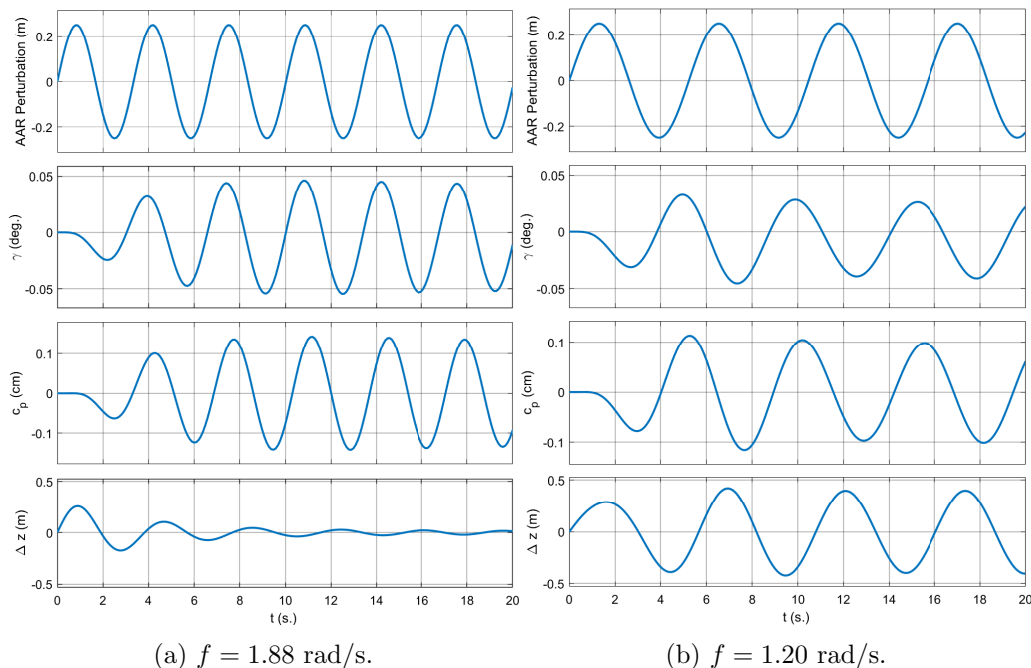 AAR Perturbation (m)
0.2
0
-0.2
γ (deg.)
0.05
0
-0.05
c_p (cm)
0.1
0
-0.1
Δ z (m)
0.5
0
-0.5
0 2 4 6 8 10 12 14 16 18 20
t (s.)
(a) f = 1.88 rad/s.
AAR Perturbation (m)
0.2
0
-0.2
γ (deg.)
0.05
0
-0.05
c_p (cm)
0.1
0
-0.1
Δ z (m)
0.5
0
-0.5
0 2 4 6 8 10 12 14 16 18 20
t (s.)
(b) f = 1.20 rad/s.